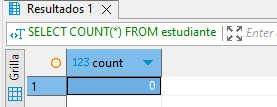 Resultados 1
SELECT COUNT(*) FROM estudiante
Enter
Grilla
123 count
1
0